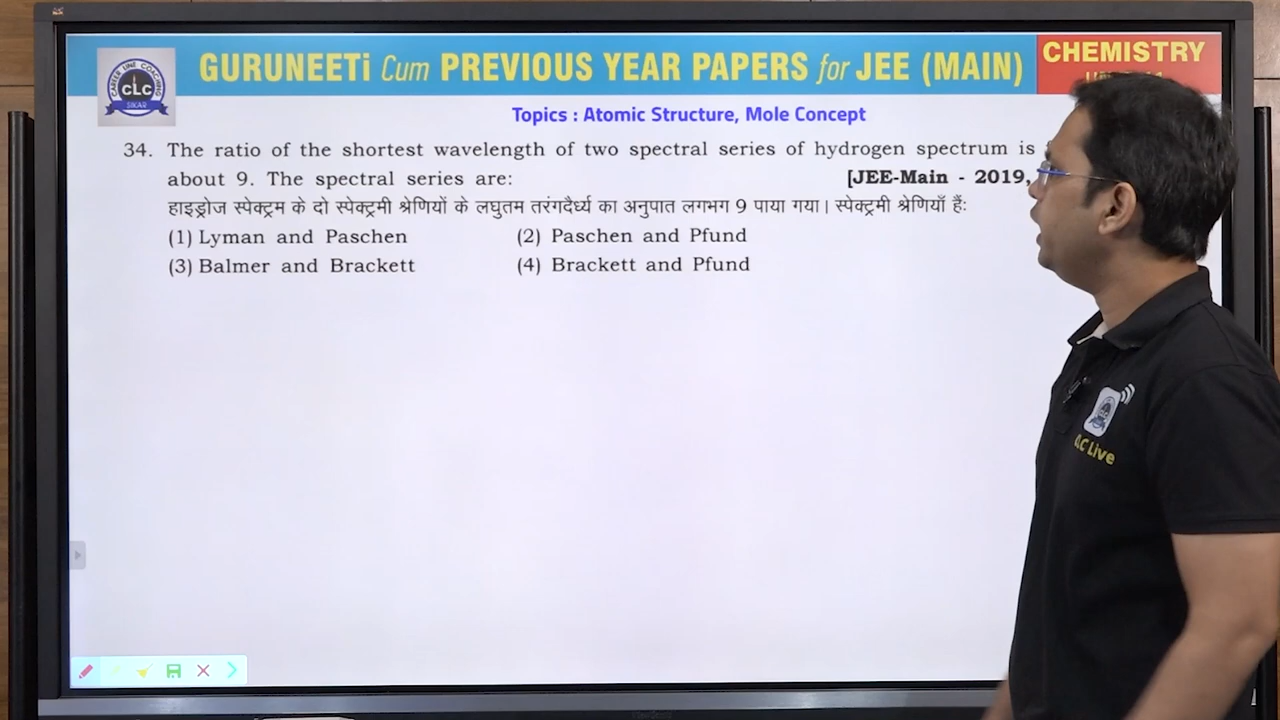 GURUNEETi Cum PREVIOUS YEAR PAPERS for JEE (MAIN)
CHEMISTRY
CAREER LINE COACHING
CLC
SIKAR
Topics : Atomic Structure, Mole Concept
34. The ratio of the shortest wavelength of two spectral series of hydrogen spectrum is
about 9. The spectral series are: [JEE-Main - 2019,
हाइड्रोज स्पेक्ट्रम के दो स्पेक्ट्रमी श्रेणियों के लघुतम तरंगदैर्ध्य का अनुपात लगभग 9 पाया गया। स्पेक्ट्रमी श्रेणियाँ हैं:
(1) Lyman and Paschen (2) Paschen and Pfund
(3) Balmer and Brackett (4) Brackett and Pfund
CLC Live